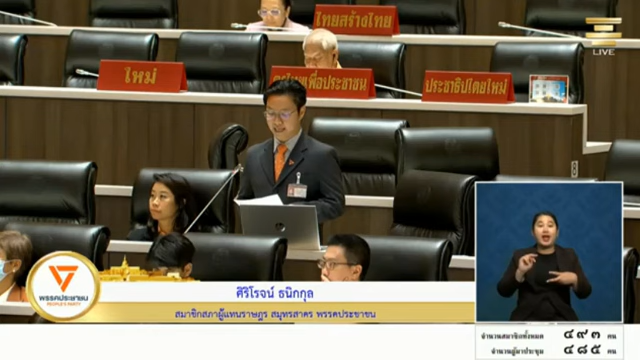 ไทยสร้างไทย
LIVE
ใหม่
ประชาธิปไตยใหม่
พรรคประชาชน
PEOPLE'S PARTY
ศิริโรจน์ ธนิกกุล
สมาชิกสภาผู้แทนราษฎร สมุทรสาคร พรรคประชาชน
จำนวนสมาชิกทั้งหมด ๔๙๓ คน
จำนวนผู้มาประชุม ๔๘๕ คน